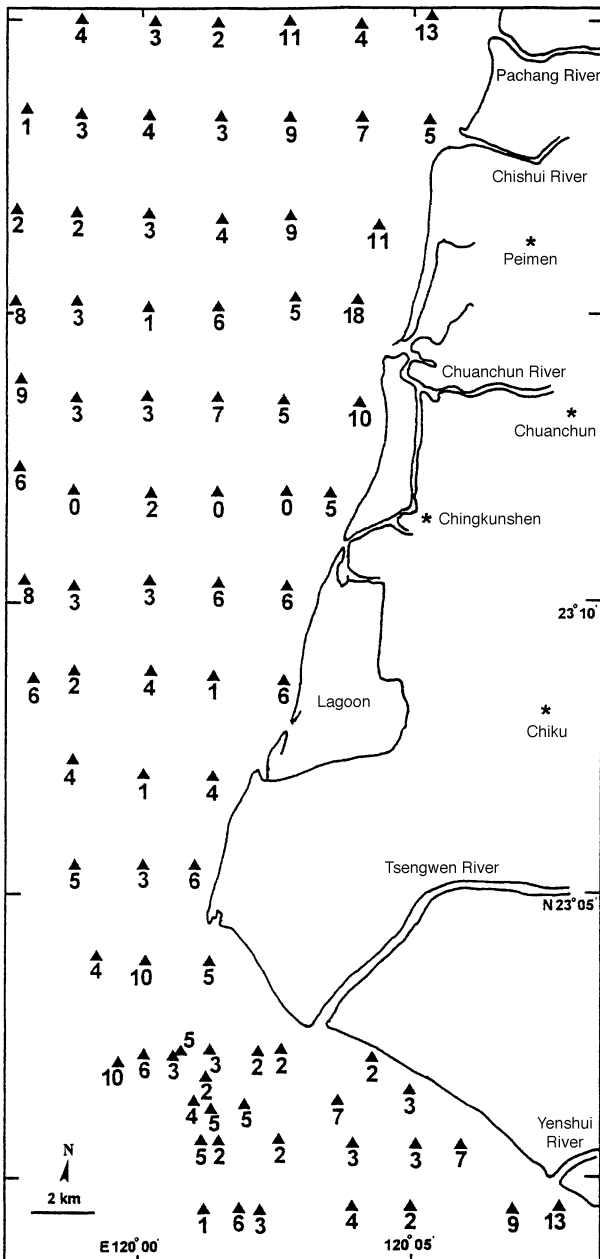 4 3 2 11 4 13
Pachang River
1 3 4 3 9 7 5
Chishui River
2 2 3 4 9 11
* Peimen
8 3 1 6 5 18
Chuanchun River
9 3 3 7 5 10
* Chuanchun
6 0 2 0 0 5
* Chingkunshen
8 3 3 6 6
23°10'
6 2 4 1 6
Lagoon
* Chiku
4 1 4
Tsengwen River
5 3 6
N 23°05'
4 10 5
5
10 6 3 3 2 2 2
2
4 5 5 7 3
Yenshui
River
5 2 2 3 3 7
N
2 km
1 6 3 4 2 9 13
E 120°00' 120°05'